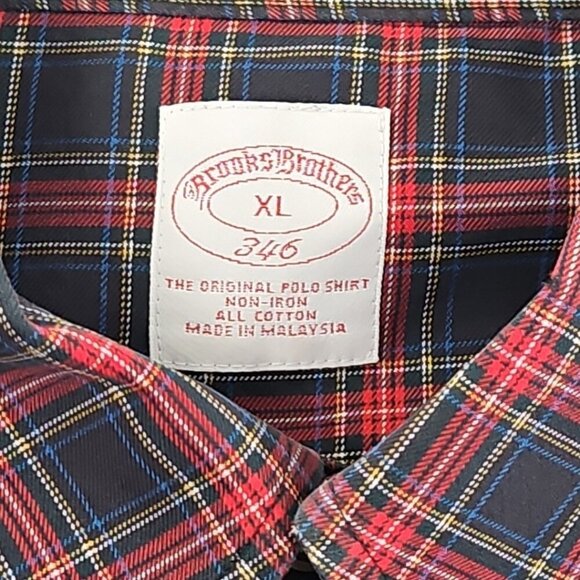 Brooks Brothers
XL
346
THE ORIGINAL POLO SHIRT
NON-IRON
ALL COTTON
MADE IN MALAYSIA